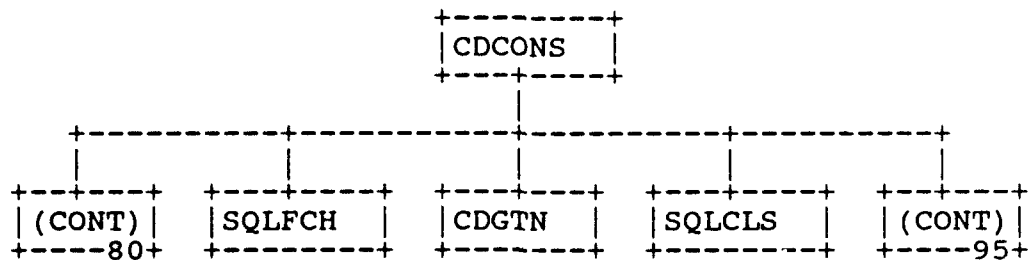 CDCONS
(CONT) SQLFCH CDGTN SQLCLS (CONT)
80 95